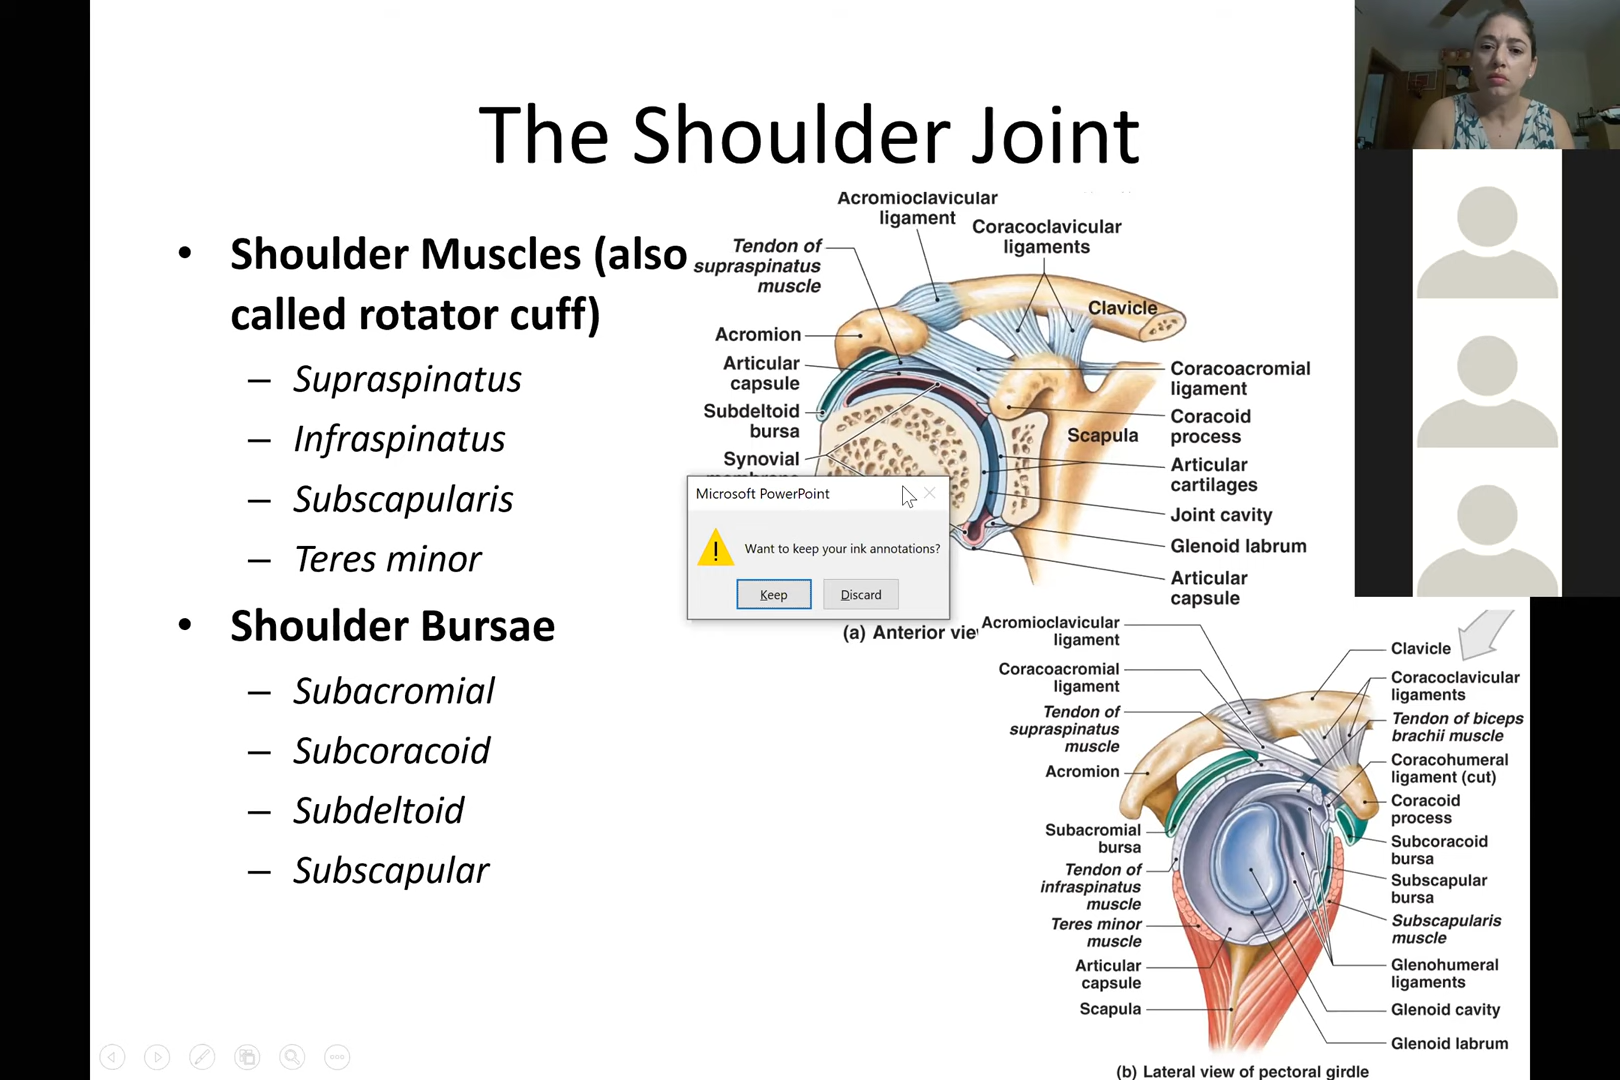 The Shoulder Joint
• Shoulder Muscles (also
called rotator cuff)
– Supraspinatus
– Infraspinatus
– Subscapularis
– Teres minor
• Shoulder Bursae
– Subacromial
– Subcoracoid
– Subdeltoid
– Subscapular
Acromioclavicular
ligament
Coracoclavicular
ligaments
Tendon of
supraspinatus
muscle
Clavicle
Acromion
Articular
capsule
Subdeltoid
bursa
Synovial
Coracoacromial
ligament
Coracoid
process
Scapula
Articular
cartilages
Joint cavity
Glenoid labrum
Articular
capsule
(a) Anterior vie
Microsoft PowerPoint
Want to keep your ink annotations?
Keep
Discard
Acromioclavicular
ligament
Coracoacromial
ligament
Tendon of
supraspinatus
muscle
Acromion
Subacromial
bursa
Tendon of
infraspinatus
muscle
Teres minor
muscle
Articular
capsule
Scapula
Clavicle
Coracoclavicular
ligaments
Tendon of biceps
brachii muscle
Coracohumeral
ligament (cut)
Coracoid
process
Subcoracoid
bursa
Subscapular
bursa
Subscapularis
muscle
Glenohumeral
ligaments
Glenoid cavity
Glenoid labrum
(b) Lateral view of pectoral girdle